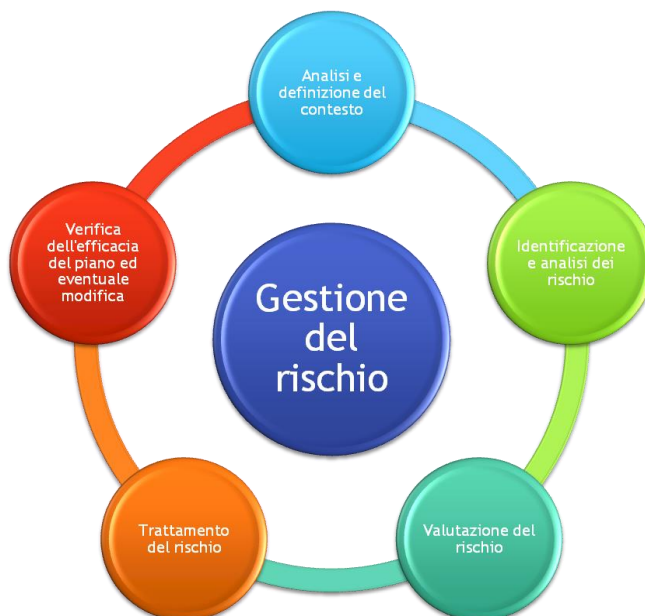 Analisi e
definizione del
contesto
Identificazione
e analisi dei
rischio
Valutazione del
rischio
Trattamento
del rischio
Verifica
dell'efficacia
del piano ed
eventuale
modifica
Gestione
del
rischio